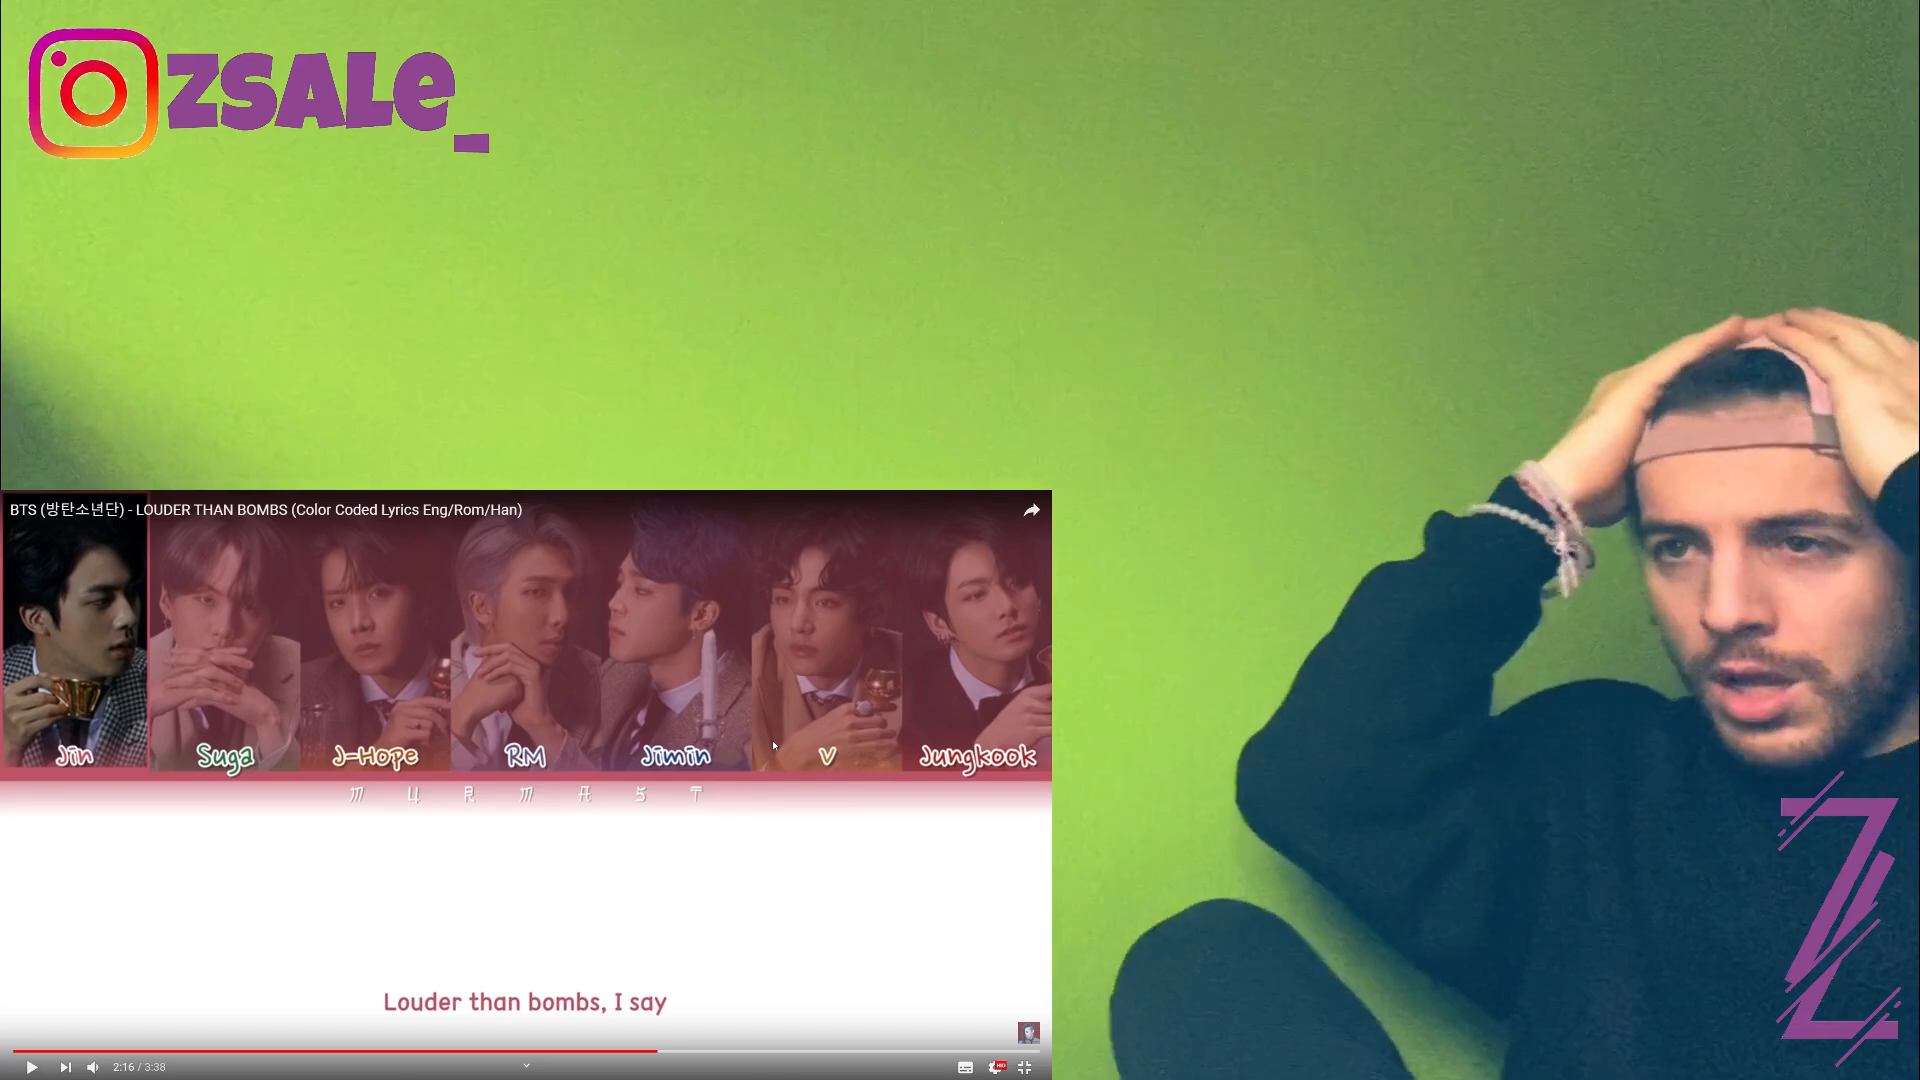 zsale_
BTS (방탄소년단) - LOUDER THAN BOMBS (Color Coded Lyrics Eng/Rom/Han)
Jin Suga J-Hope RM Jimin V Jungkook
Louder than bombs, I say
2:16 / 3:38
HD
Z